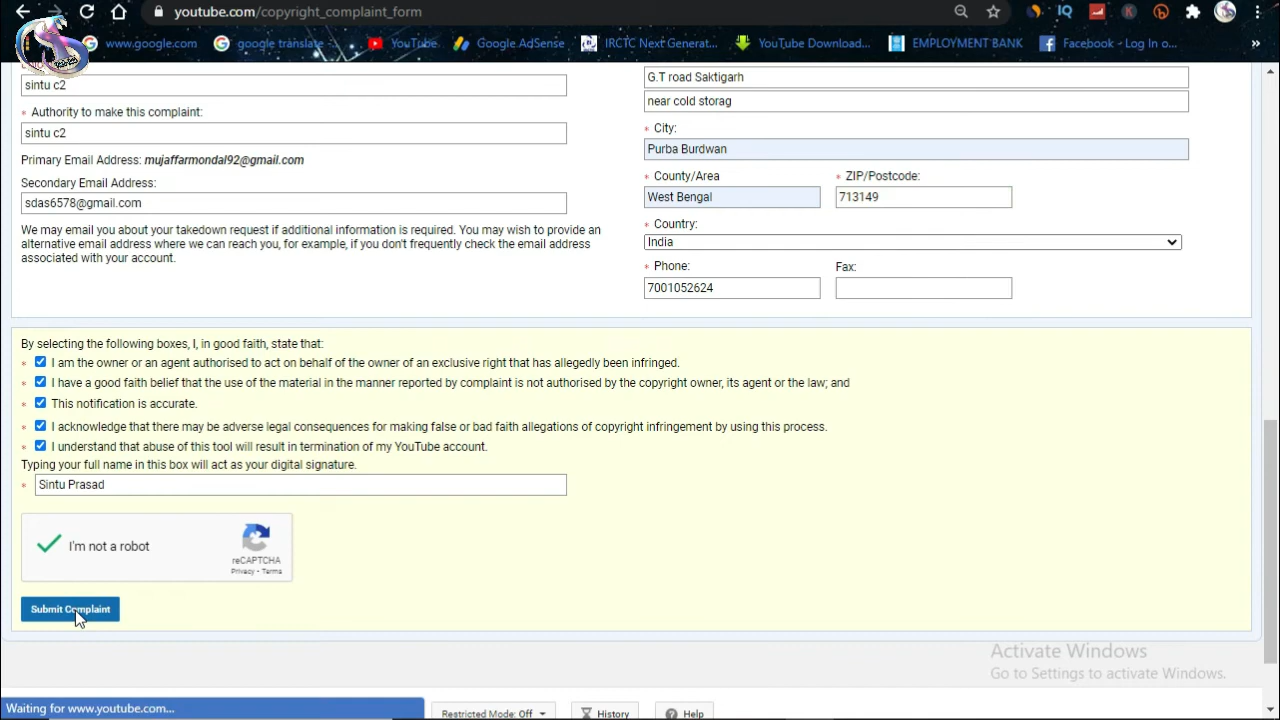 youtube.com/copyright_complaint_form
www.google.com
google translate -...
YouTube
Google AdSense
IRCTC Next Generat...
YouTube Download...
EMPLOYMENT BANK
Facebook - Log In o...
sintu c2
* Authority to make this complaint:
sintu c2
Primary Email Address: mujaffarmondal92@gmail.com
Secondary Email Address:
sdas6578@gmail.com
We may email you about your takedown request if additional information is required. You may wish to provide an
alternative email address where we can reach you, for example, if you don't frequently check the email address
associated with your account.
G.T road Saktigarh
near cold storag
* City:
Purba Burdwan
* County/Area
* ZIP/Postcode:
West Bengal
713149
* Country:
India
* Phone:
Fax:
7001052624
By selecting the following boxes, I, in good faith, state that:
* I am the owner or an agent authorised to act on behalf of the owner of an exclusive right that has allegedly been infringed.
* I have a good faith belief that the use of the material in the manner reported by complaint is not authorised by the copyright owner, its agent or the law; and
* This notification is accurate.
* I acknowledge that there may be adverse legal consequences for making false or bad faith allegations of copyright infringement by using this process.
* I understand that abuse of this tool will result in termination of my YouTube account.
Typing your full name in this box will act as your digital signature.
* Sintu Prasad
I'm not a robot
reCAPTCHA
Privacy - Terms
Submit Complaint
Activate Windows
Go to Settings to activate Windows.
Waiting for www.youtube.com...
Restricted Mode: Off
History
Help